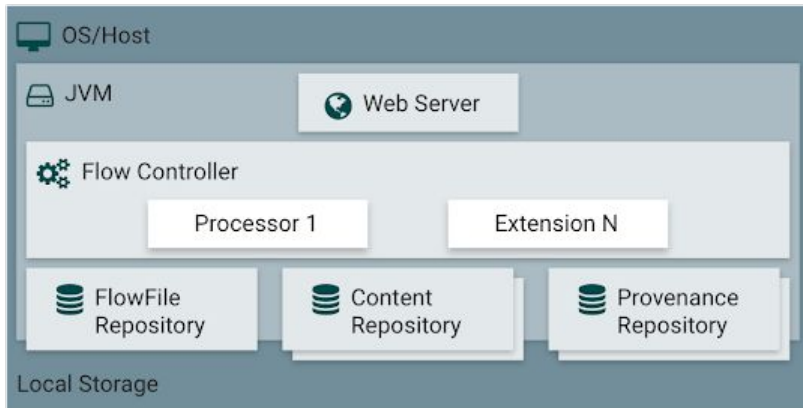 OS/Host
JVM
Web Server
Flow Controller
Processor 1
Extension N
FlowFile
Repository
Content
Repository
Provenance
Repository
Local Storage